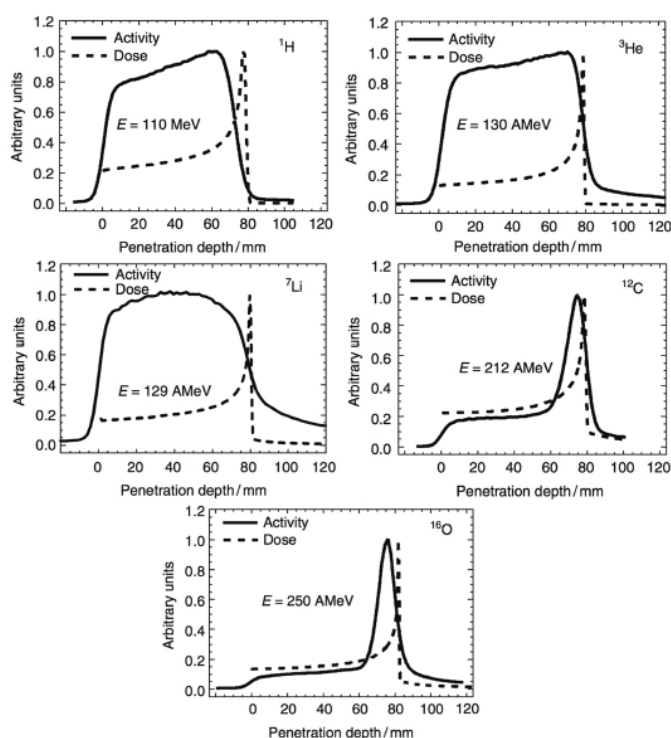 1.2
Activity
Dose
¹H
1.0
0.8
0.6
0.4
0.2
0.0
E = 110 MeV
Arbitrary units
0 20 40 60 80 100 120
Penetration depth/mm
1.2
Activity
Dose
³He
1.0
0.8
0.6
0.4
0.2
0.0
E = 130 AMeV
Arbitrary units
0 20 40 60 80 100 120
Penetration depth/mm
1.2
Activity
Dose
⁷Li
1.0
0.8
0.6
0.4
0.2
0.0
E = 129 AMeV
Arbitrary units
0 20 40 60 80 100 120
Penetration depth/mm
1.2
Activity
Dose
¹²C
1.0
0.8
0.6
0.4
0.2
0.0
E = 212 AMeV
Arbitrary units
0 20 40 60 80 100 120
Penetration depth/mm
1.2
Activity
Dose
¹⁶O
1.0
0.8
0.6
0.4
0.2
0.0
E = 250 AMeV
Arbitrary units
0 20 40 60 80 100 120
Penetration depth/mm